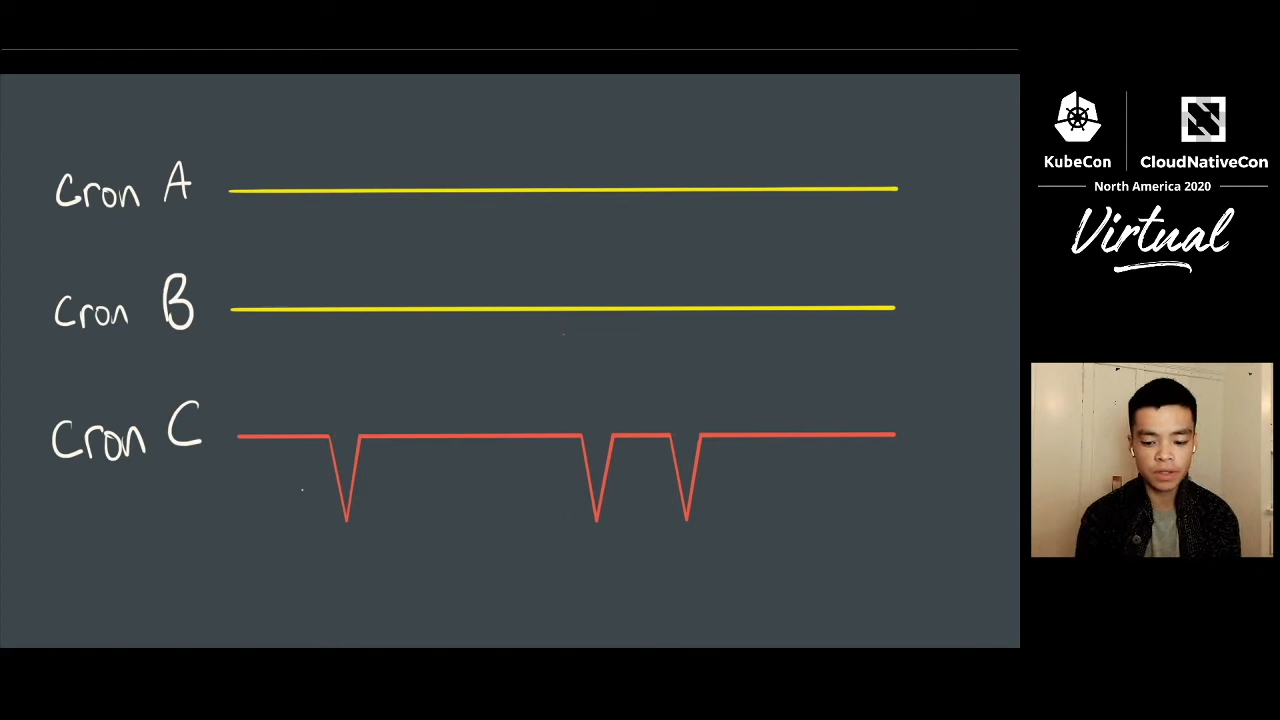 Cron A
Cron B
Cron C
KubeCon
CloudNativeCon
North America 2020
Virtual